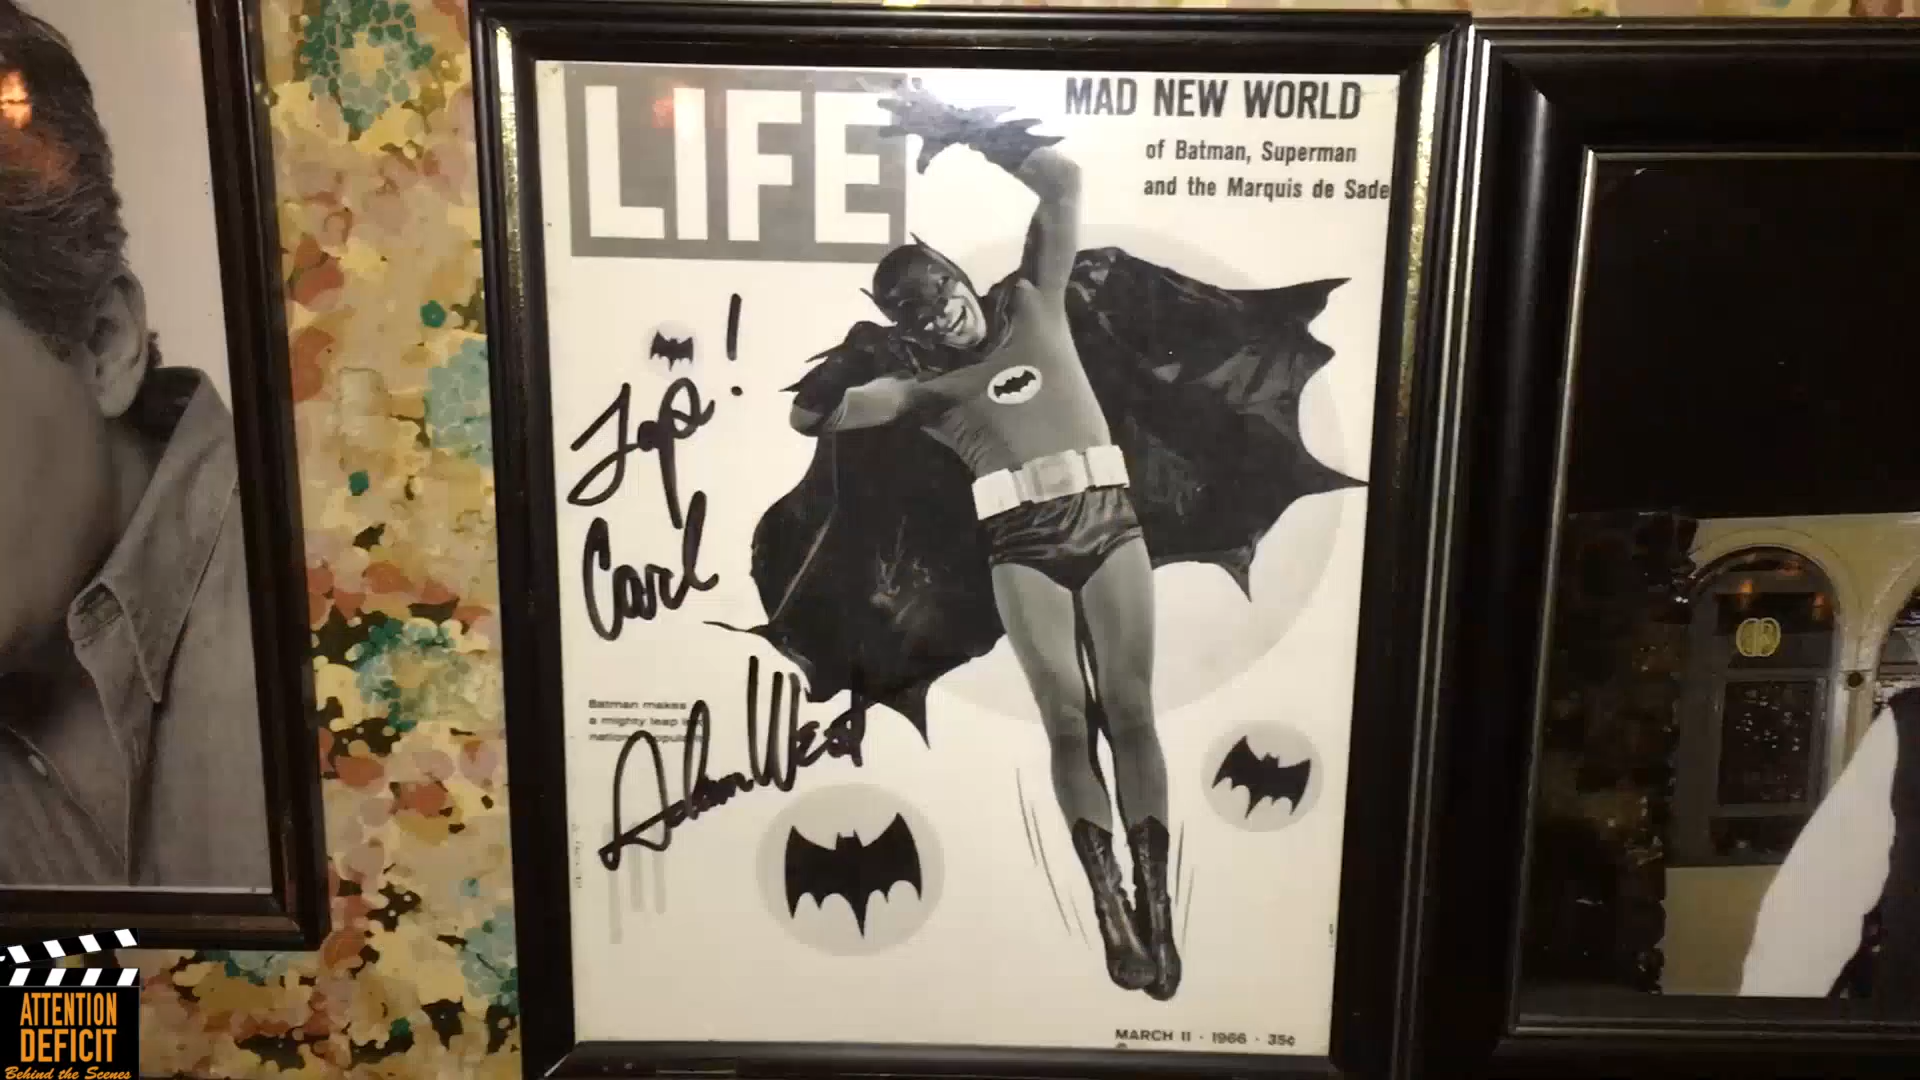 LIFE
MAD NEW WORLD
of Batman, Superman
and the Marquis de Sade
Tops!
Carl
Adam West
Batman makes
a mighty leap
MARCH 11 · 1966 · 35¢
ATTENTION
DEFICIT
Behind the Scenes